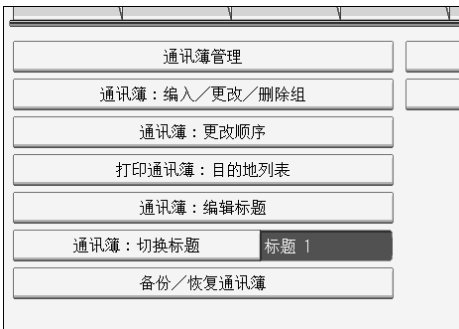 通讯簿管理
通讯簿：编入／更改／删除组
通讯簿：更改顺序
打印通讯簿：目的地列表
通讯簿：编辑标题
通讯簿：切换标题 标题 1
备份／恢复通讯簿